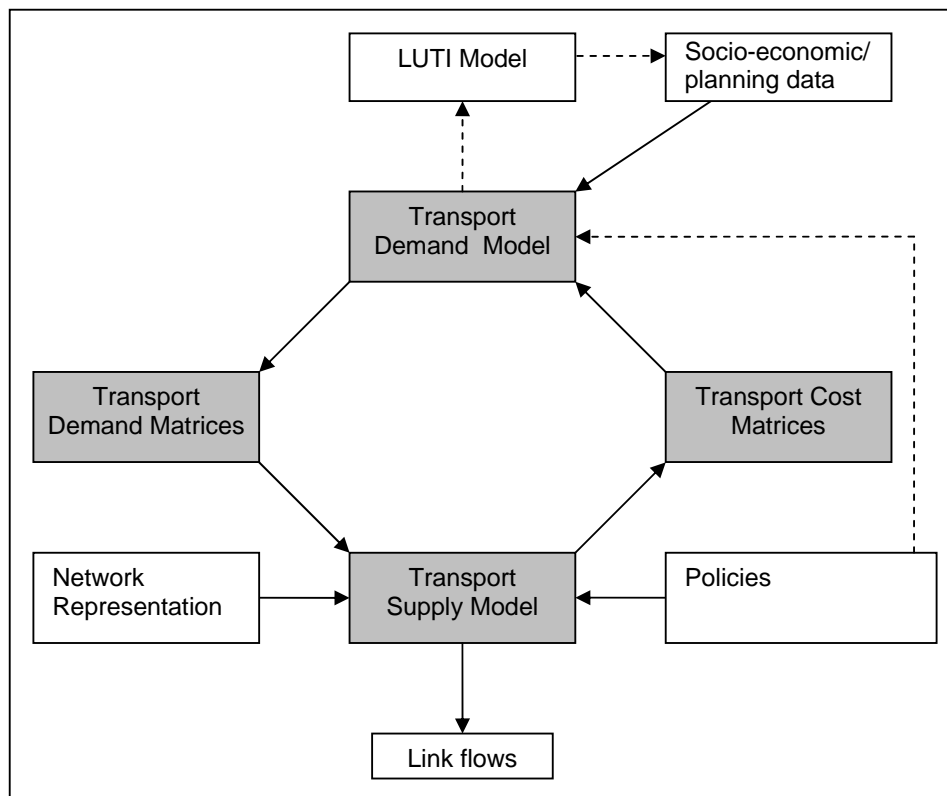 LUTI Model
Socio-economic/
planning data
Transport
Demand Model
Transport
Demand Matrices
Transport Cost
Matrices
Network
Representation
Transport
Supply Model
Policies
Link flows